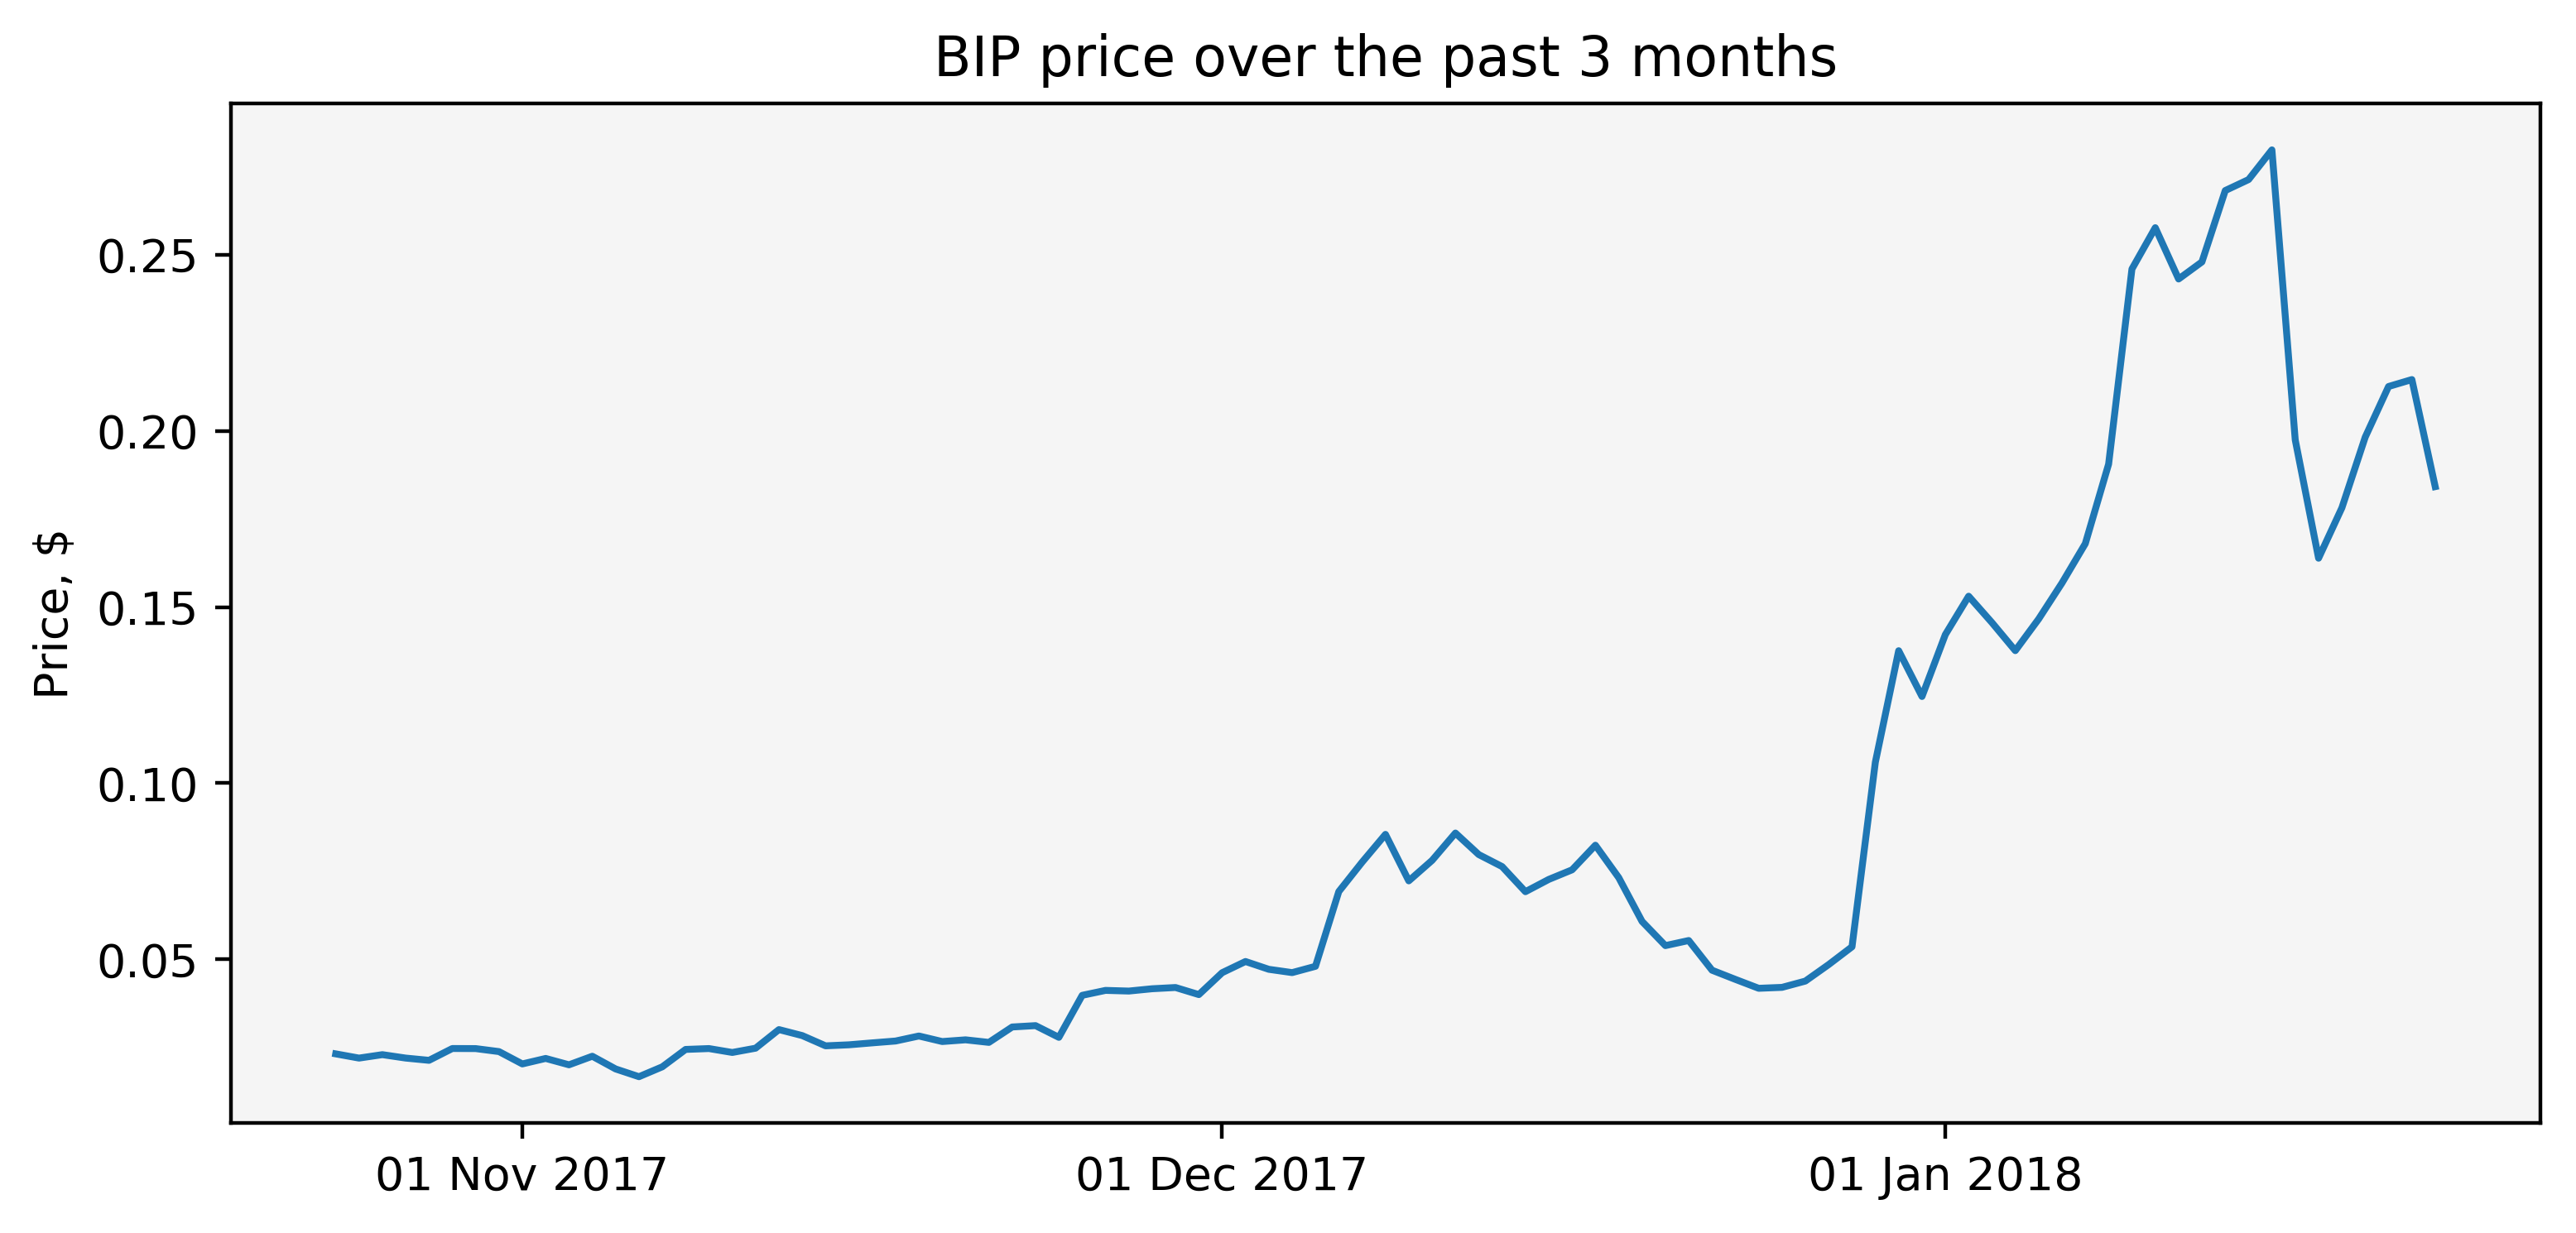 BIP price over the past 3 months
Price, $
0.25
0.20
0.15
0.10
0.05
01 Nov 2017
01 Dec 2017
01 Jan 2018